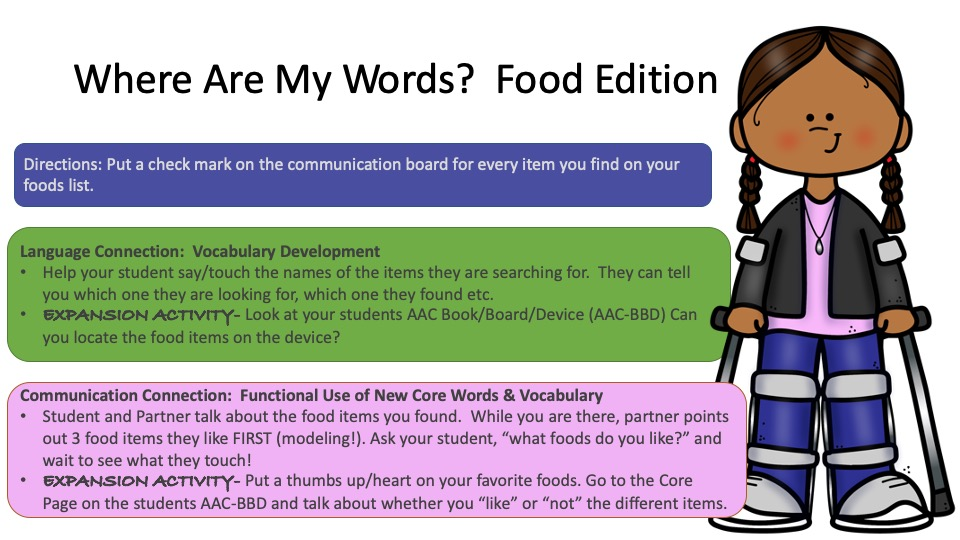 Where Are My Words?  Food Edition
Directions: Put a check mark on the communication board for every item you find on your
foods list.
Language Connection:  Vocabulary Development
• Help your student say/touch the names of the items they are searching for.  They can tell
you which one they are looking for, which one they found etc.
• EXPANSION ACTIVITY- Look at your students AAC Book/Board/Device (AAC-BBD) Can
you locate the food items on the device?
Communication Connection:  Functional Use of New Core Words & Vocabulary
• Student and Partner talk about the food items you found.  While you are there, partner points
out 3 food items they like FIRST (modeling!). Ask your student, “what foods do you like?” and
wait to see what they touch!
• EXPANSION ACTIVITY- Put a thumbs up/heart on your favorite foods. Go to the Core
Page on the students AAC-BBD and talk about whether you “like” or “not” the different items.